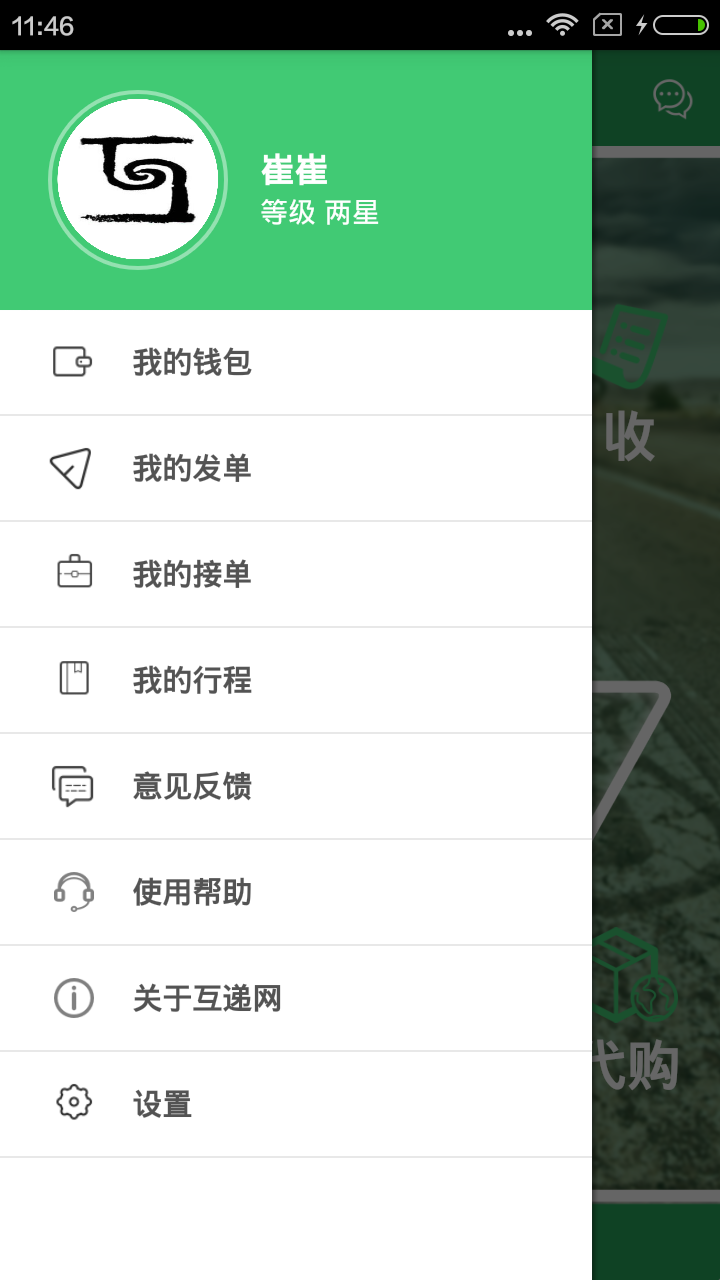 11:46
崔崔
等级 两星
我的钱包
我的发单
收
我的接单
我的行程
意见反馈
使用帮助
关于互递网
代购
设置